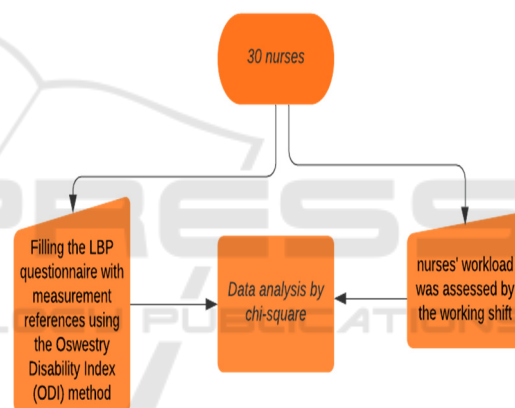 30 nurses
Filling the LBP
questionnaire with
measurement
references using
the Oswestry
Disability Index
(ODI) method
Data analysis by
chi-square
nurses' workload
was assessed by
the working shift